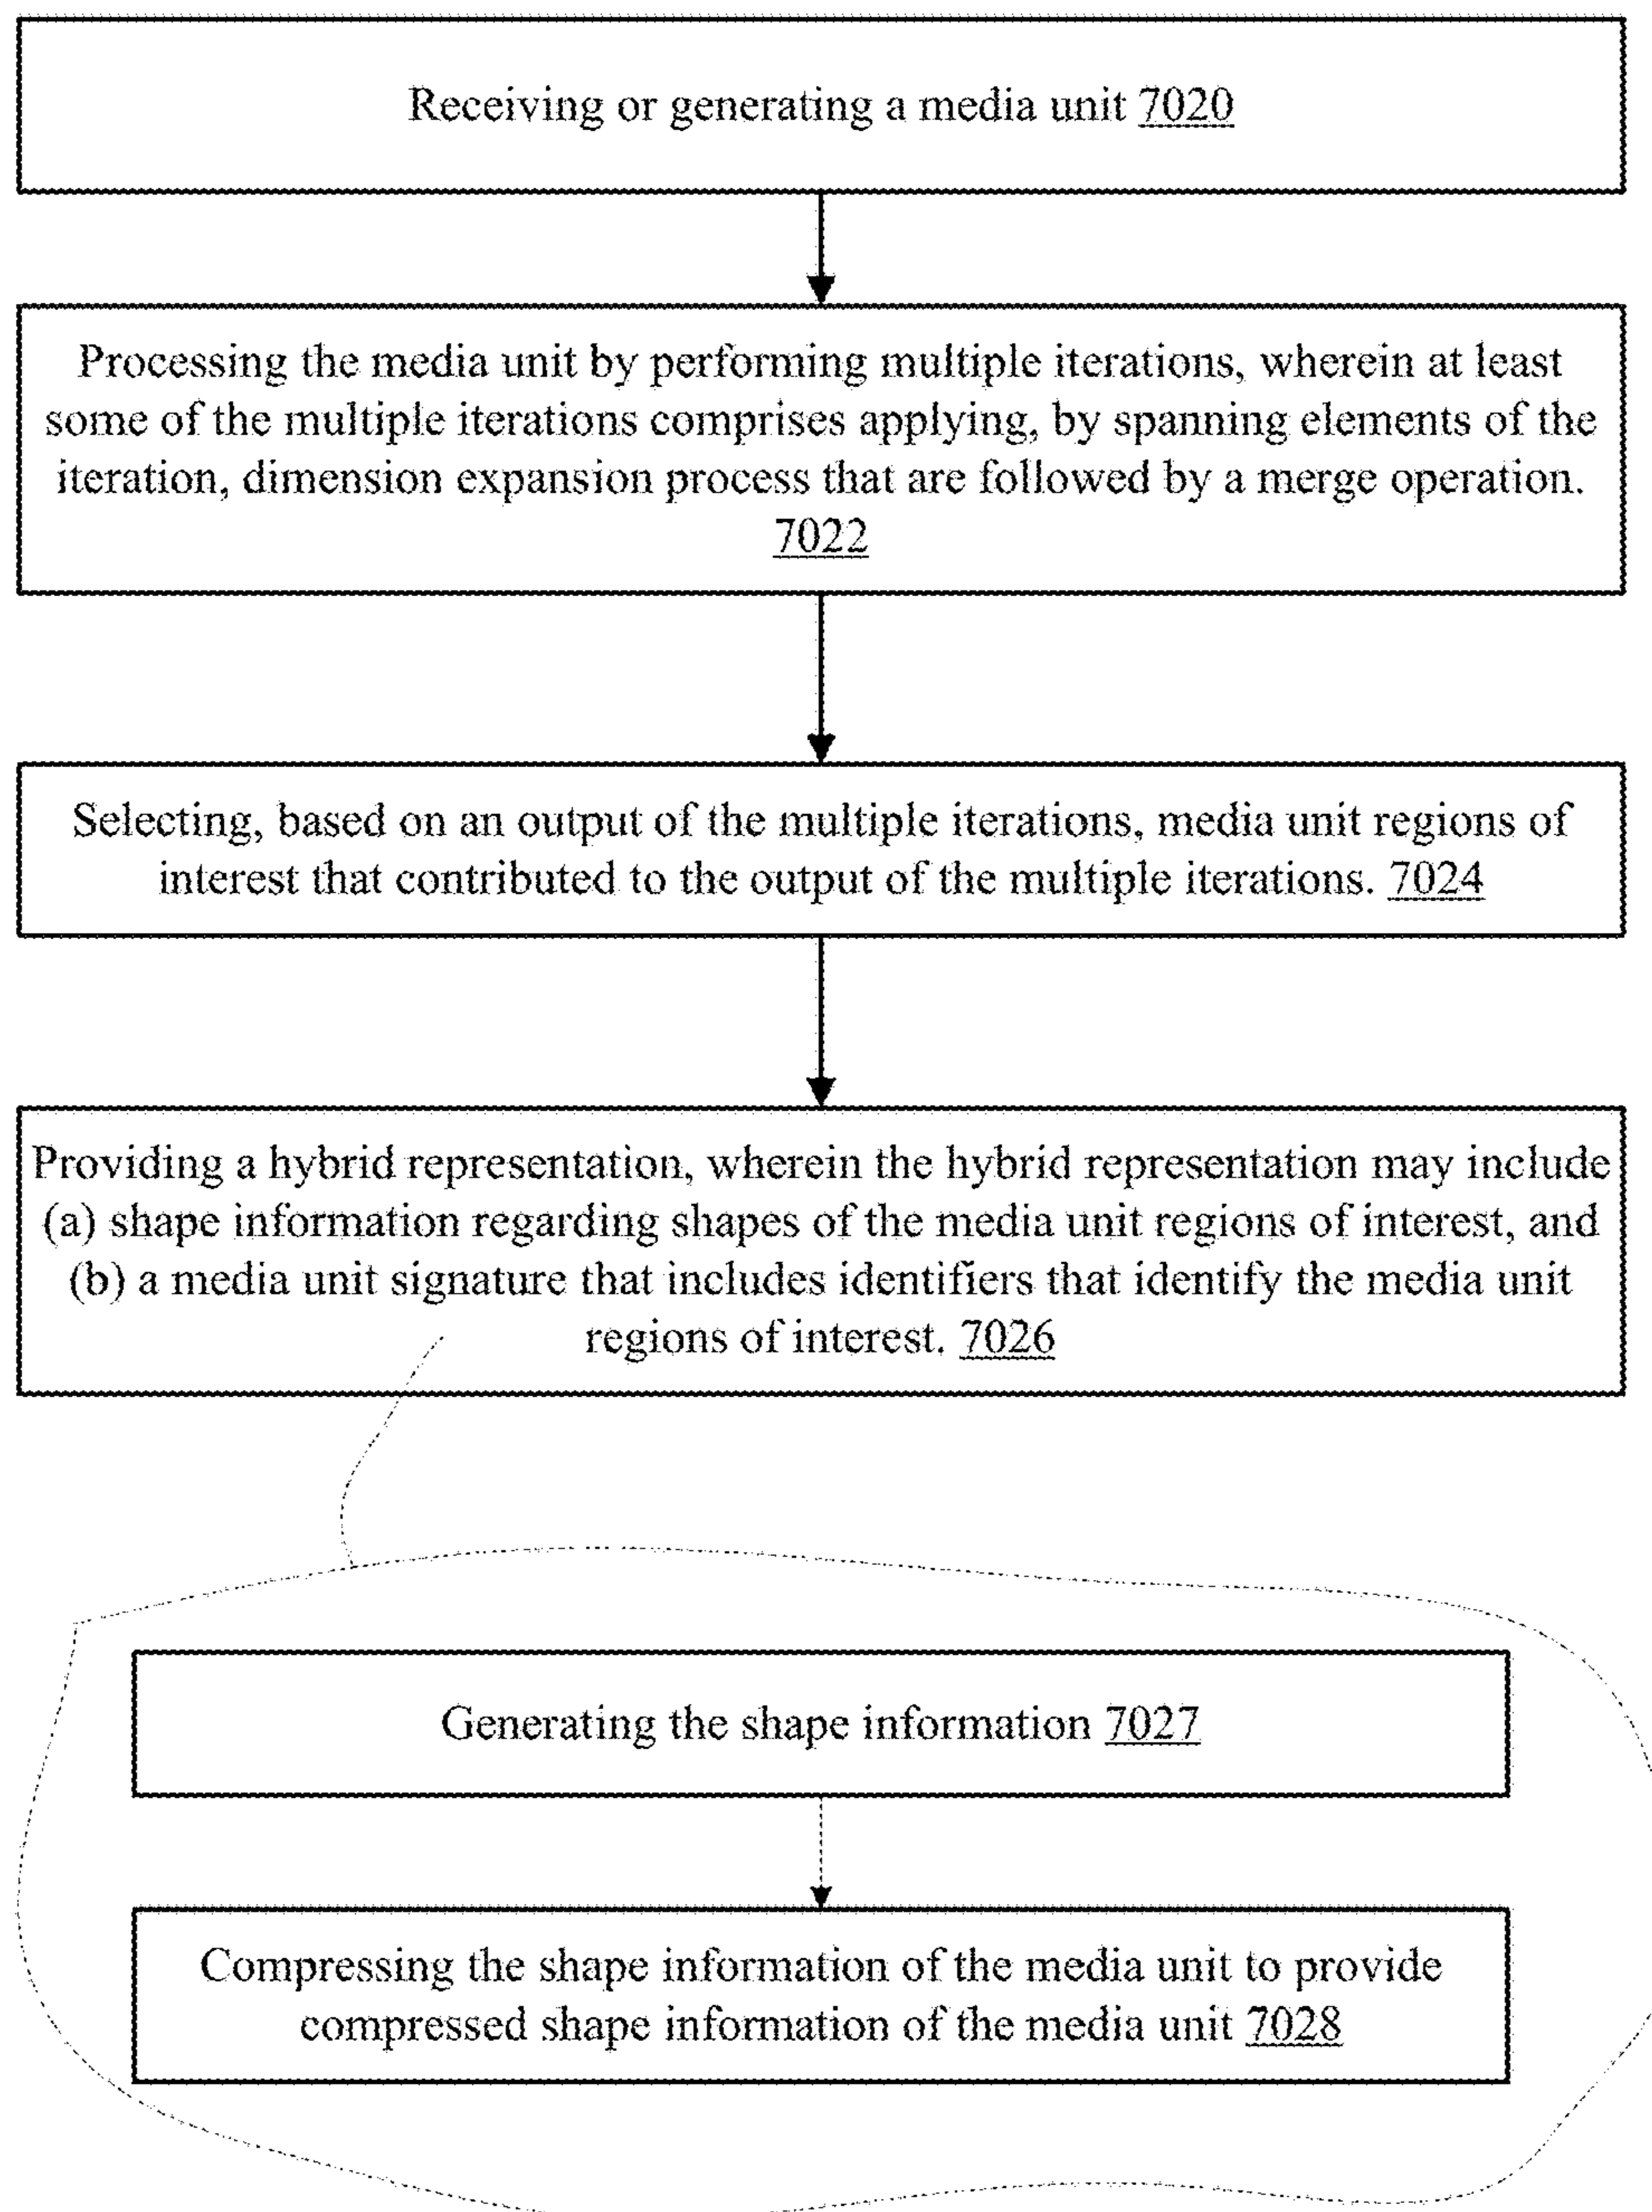 Receiving or generating a media unit 7020
Processing the media unit by performing multiple iterations, wherein at least
some of the multiple iterations comprises applying, by spanning elements of the
iteration, dimension expansion process that are followed by a merge operation.
7022
Selecting, based on an output of the multiple iterations, media unit regions of
interest that contributed to the output of the multiple iterations. 7024
Providing a hybrid representation, wherein the hybrid representation may include
(a) shape information regarding shapes of the media unit regions of interest, and
(b) a media unit signature that includes identifiers that identify the media unit
regions of interest. 7026
Generating the shape information 7027
Compressing the shape information of the media unit to provide
compressed shape information of the media unit 7028